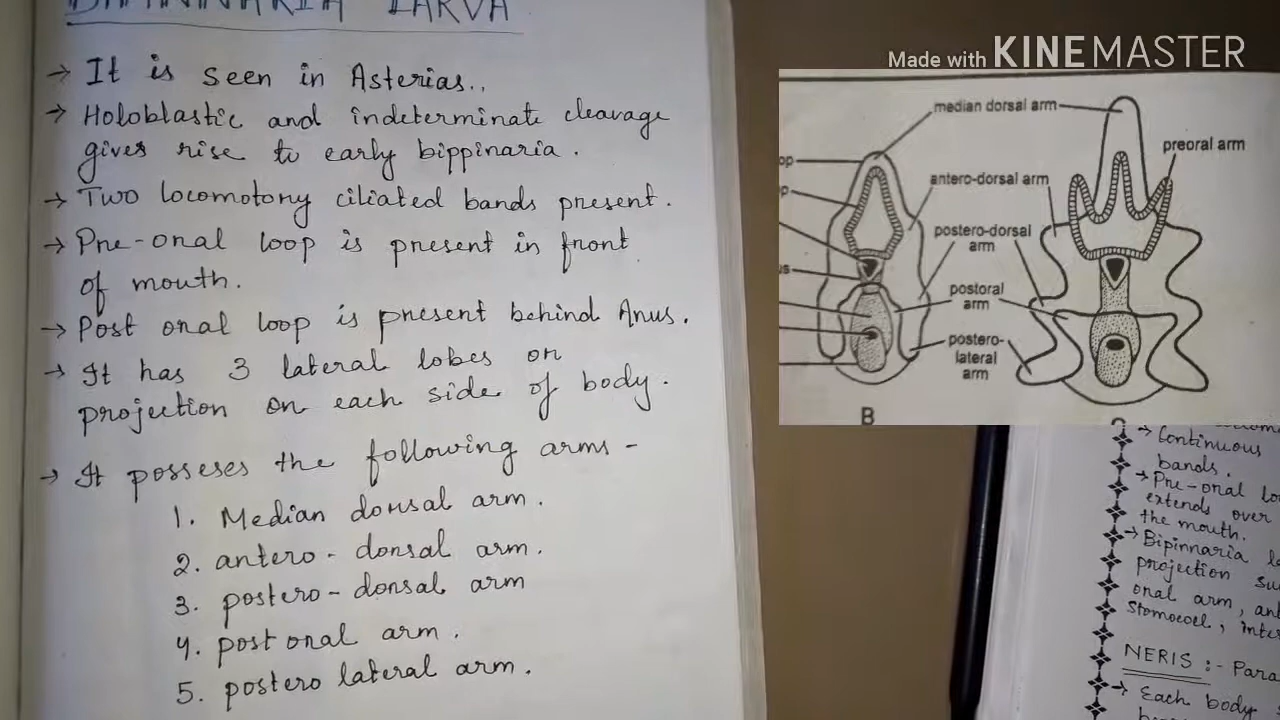 BIPINNARIA LARVA
→ It is seen in Asterias..
→ Holoblastic and indeterminate cleavage
gives rise to early bippinaria.
→ Two locomotory ciliated bands present.
→ Pre-oral loop is present in front
of mouth.
→ Post oral loop is present behind Anus.
→ It has 3 lateral lobes or
projection on each side of body.
→ It posseses the following arms-
1. Median dorsal arm.
2. antero-dorsal arm.
3. postero-dorsal arm
4. post oral arm.
5. postero lateral arm.
Made with KINEMASTER
median dorsal arm
preoral arm
antero-dorsal arm
postero-dorsal
arm
postoral
arm
postero-
lateral
arm
B
→ Continuous
bands.
→ Pre-oral
extends over
the mouth.
→ Bipinnaria
projection
oral arm,
Stomocoel,
NERIS :-
→ Each body